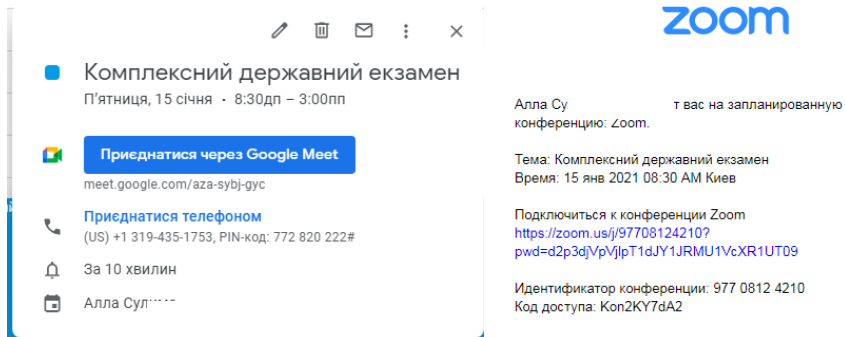 Комплексний державний екзамен
П'ятниця, 15 січня • 8:30дп – 3:00пп
Приєднатися через Google Meet
meet.google.com/aza-sybj-gyc
Приєднатися телефоном
(US) +1 319-435-1753, PIN-код: 772 820 222#
За 10 хвилин
Алла
zoom
Алла т вас на запланированную
конференцию: Zoom.
Тема: Комплексний державний екзамен
Время: 15 янв 2021 08:30 AM Киев
Подключиться к конференции Zoom
https://zoom.us/j/97708124210?
pwd=d2p3djVpVjlpT1dJY1JRMU1VcXR1UT09
Идентификатор конференции: 977 0812 4210
Код доступа: Kon2KY7dA2